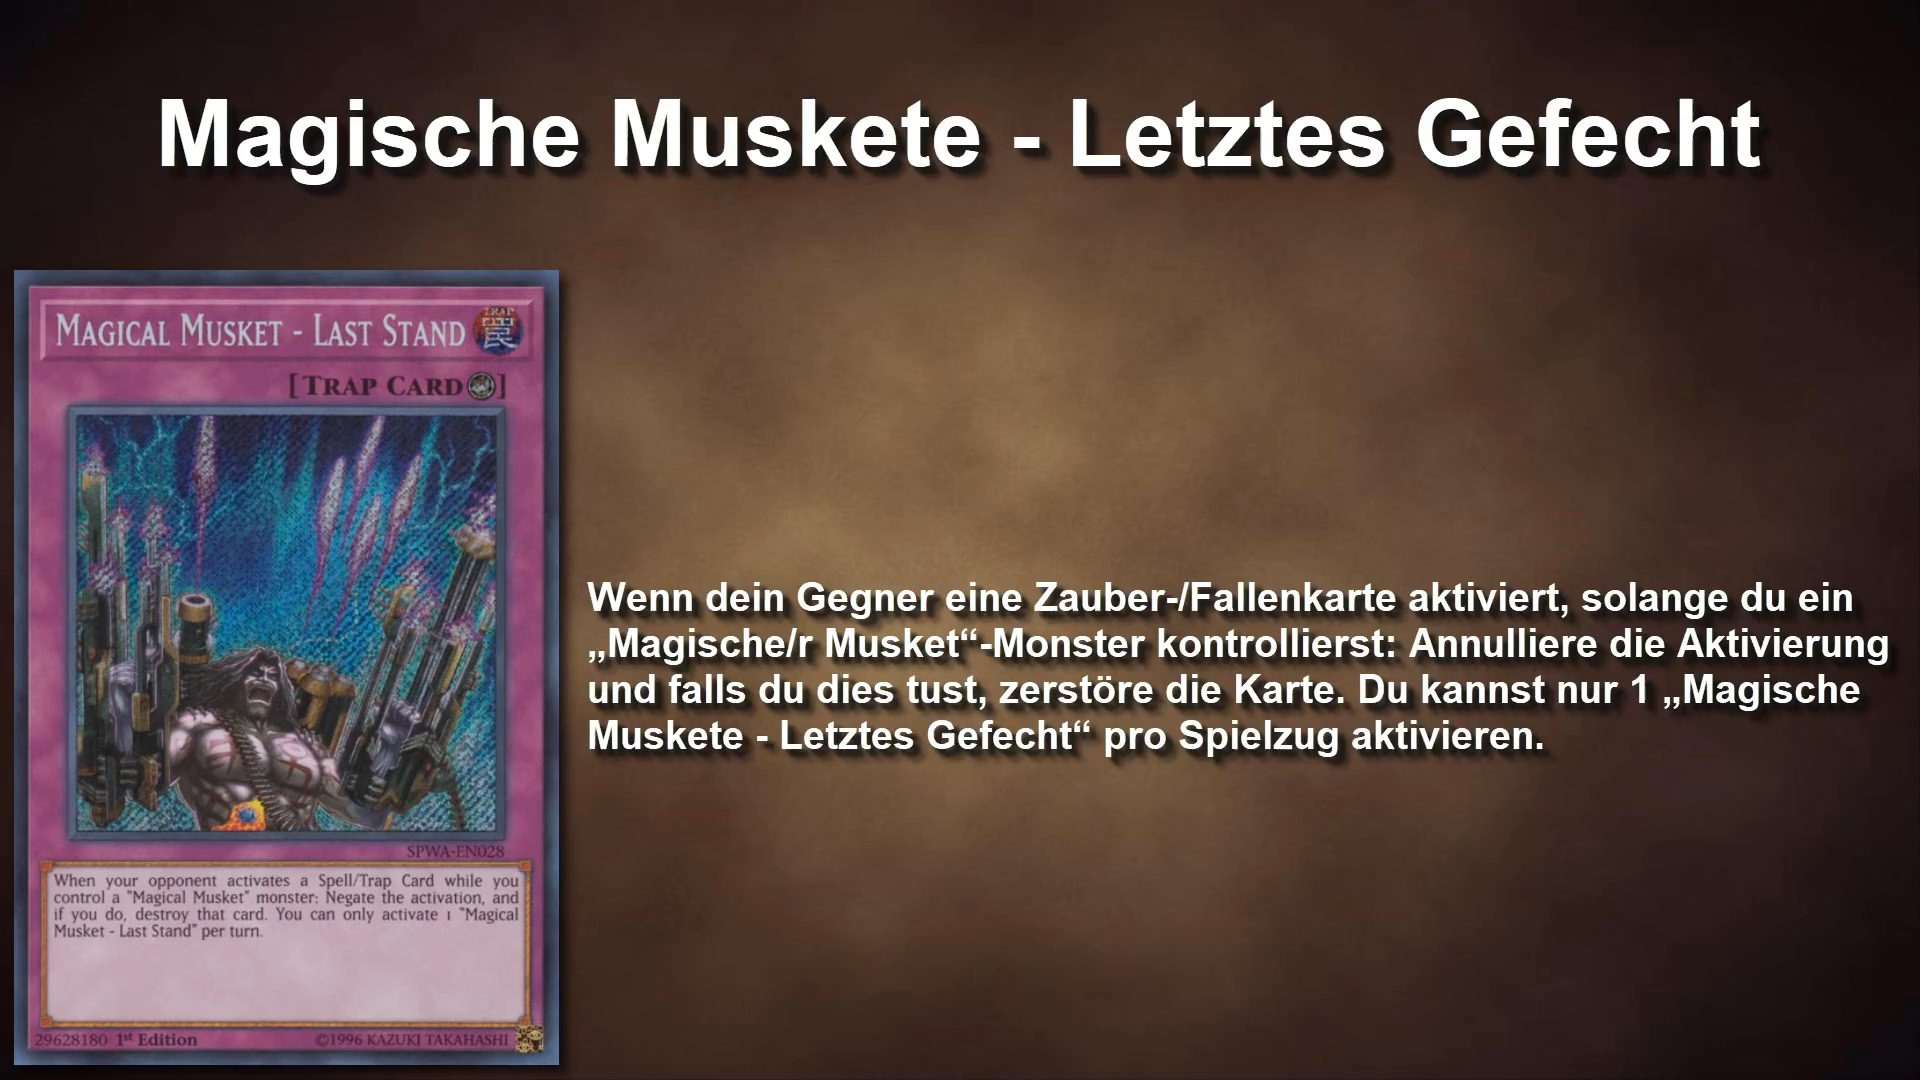 Magische Muskete - Letztes Gefecht
MAGICAL MUSKET - LAST STAND
TRAP
罠
[TRAP CARD]
SPWA-EN028
When your opponent activates a Spell/Trap Card while you
control a "Magical Musket" monster: Negate the activation, and
if you do, destroy that card. You can only activate 1 "Magical
Musket - Last Stand" per turn.
29628180 1st Edition
©1996 KAZUKI TAKAHASHI
Wenn dein Gegner eine Zauber-/Fallenkarte aktiviert, solange du ein
„Magische/r Musket“-Monster kontrollierst: Annulliere die Aktivierung
und falls du dies tust, zerstöre die Karte. Du kannst nur 1 „Magische
Muskete - Letztes Gefecht“ pro Spielzug aktivieren.